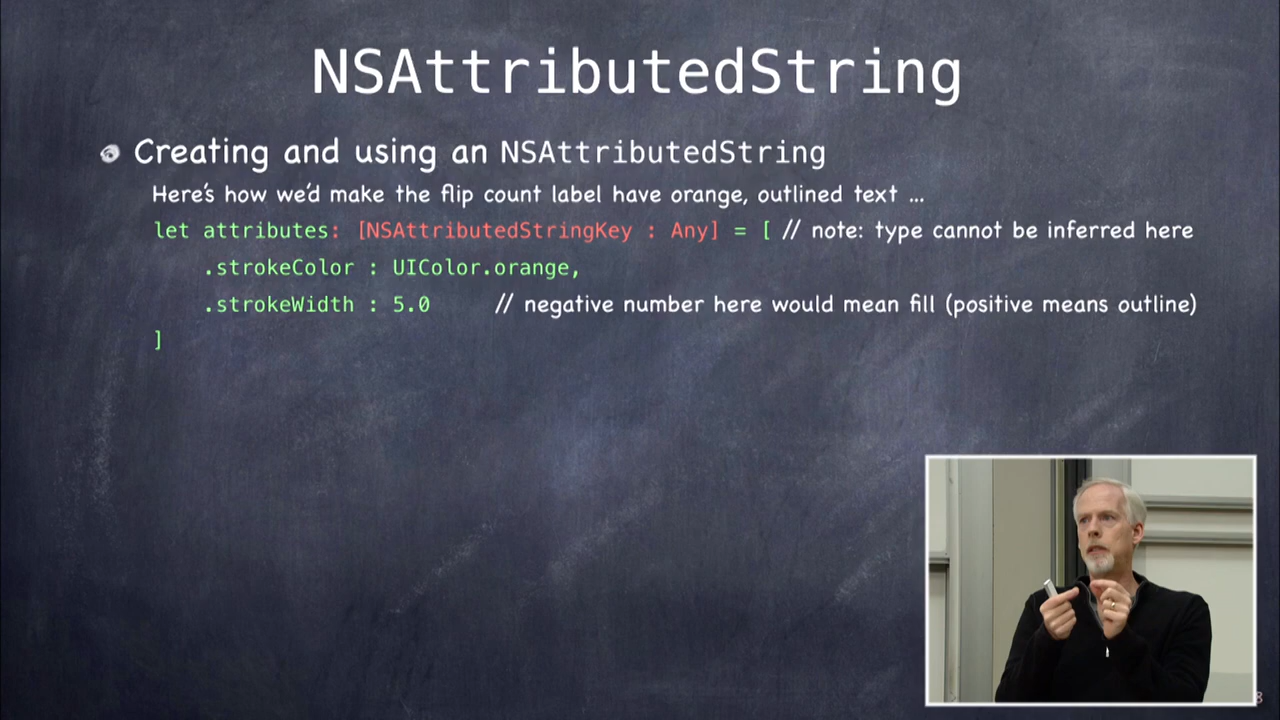 NSAttributedString
Creating and using an NSAttributedString
Here's how we'd make the flip count label have orange, outlined text ...
let attributes: [NSAttributedStringKey : Any] = [ // note: type cannot be inferred here
.strokeColor : UIColor.orange,
.strokeWidth : 5.0 // negative number here would mean fill (positive means outline)
]
8